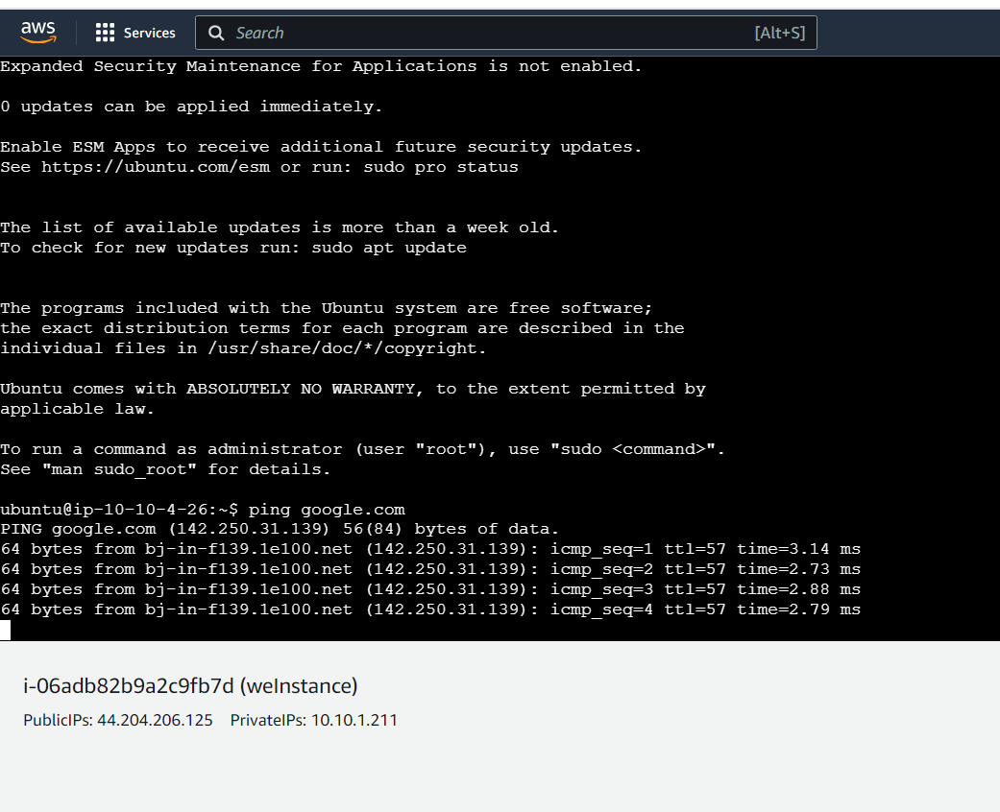 aws Services Search [Alt+S]
Expanded Security Maintenance for Applications is not enabled.
0 updates can be applied immediately.
Enable ESM Apps to receive additional future security updates.
See https://ubuntu.com/esm or run: sudo pro status
The list of available updates is more than a week old.
To check for new updates run: sudo apt update
The programs included with the Ubuntu system are free software;
the exact distribution terms for each program are described in the
individual files in /usr/share/doc/*/copyright.
Ubuntu comes with ABSOLUTELY NO WARRANTY, to the extent permitted by
applicable law.
To run a command as administrator (user "root"), use "sudo <command>".
See "man sudo_root" for details.
ubuntu@ip-10-10-4-26:~$ ping google.com
PING google.com (142.250.31.139) 56(84) bytes of data.
64 bytes from bj-in-f139.1e100.net (142.250.31.139): icmp_seq=1 ttl=57 time=3.14 ms
64 bytes from bj-in-f139.1e100.net (142.250.31.139): icmp_seq=2 ttl=57 time=2.73 ms
64 bytes from bj-in-f139.1e100.net (142.250.31.139): icmp_seq=3 ttl=57 time=2.88 ms
64 bytes from bj-in-f139.1e100.net (142.250.31.139): icmp_seq=4 ttl=57 time=2.79 ms
i-06adb82b9a2c9fb7d (weInstance)
PublicIPs: 44.204.206.125 PrivateIPs: 10.10.1.211